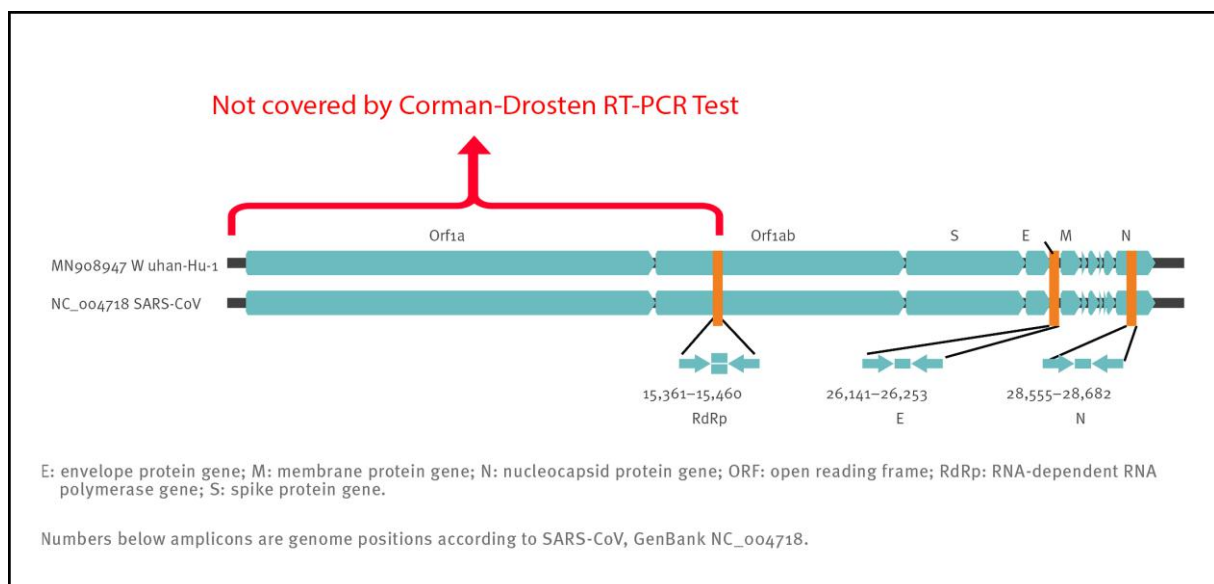 Not covered by Corman-Drosten RT-PCR Test
Orf1a Orf1ab S E M N
MN908947 W uhan-Hu-1
NC_004718 SARS-CoV
15,361–15,460 26,141–26,253 28,555–28,682
RdRp E N
E: envelope protein gene; M: membrane protein gene; N: nucleocapsid protein gene; ORF: open reading frame; RdRp: RNA-dependent RNA
polymerase gene; S: spike protein gene.
Numbers below amplicons are genome positions according to SARS-CoV, GenBank NC_004718.